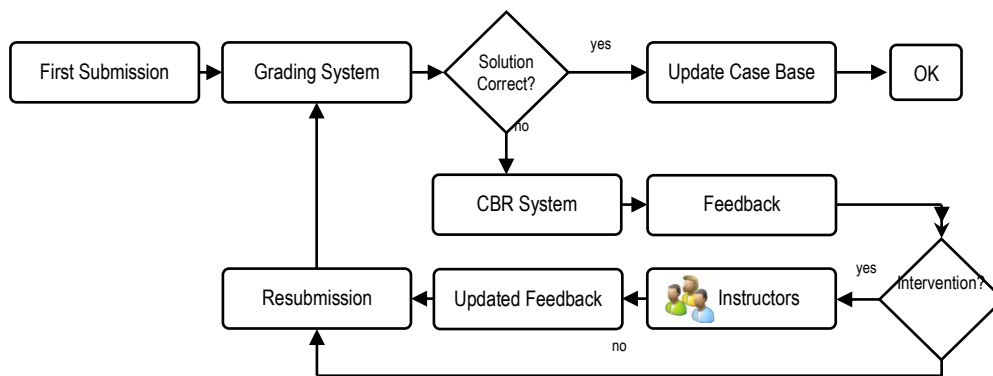 First Submission
Grading System
Solution
Correct?
yes
Update Case Base
OK
no
CBR System
Feedback
Intervention?
yes
Instructors
Updated Feedback
Resubmission
no